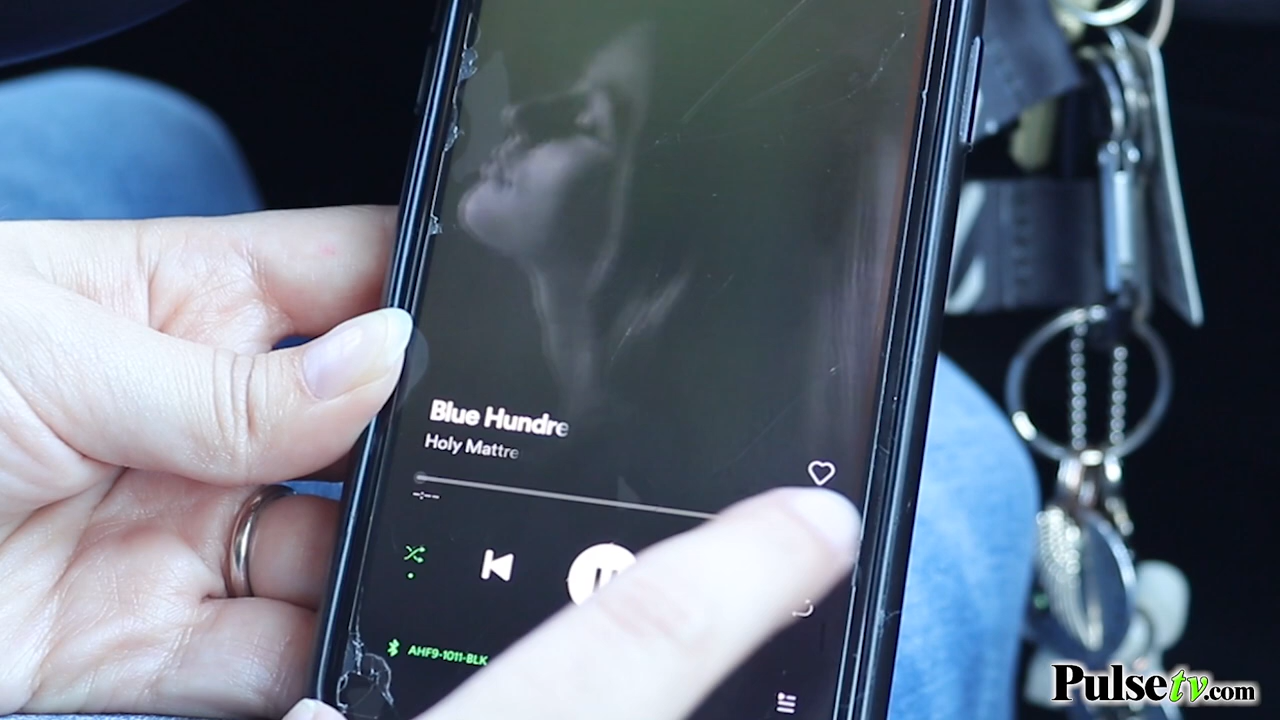 Blue Hundre
Holy Mattre
-:--
AHF9-1011-BLK
Pulsetv.com